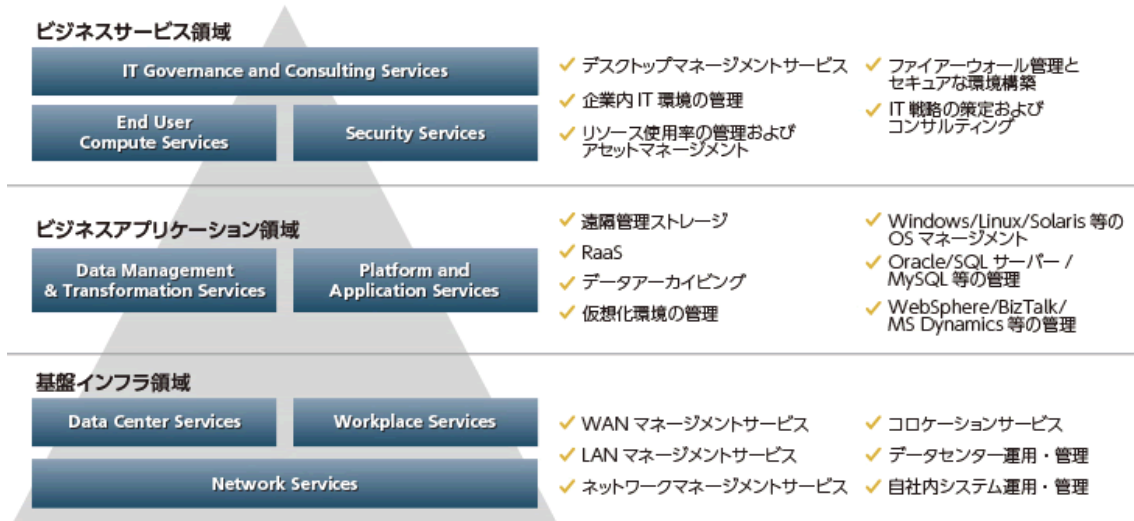 ビジネスサービス領域
IT Governance and Consulting Services
End User
Compute Services
Security Services
デスクトップマネージメントサービス
企業内 IT 環境の管理
リソース使用率の管理および
アセットマネージメント
ファイアーウォール管理と
セキュアな環境構築
IT 戦略の策定および
コンサルティング
ビジネスアプリケーション領域
Data Management
& Transformation Services
Platform and
Application Services
遠隔管理ストレージ
RaaS
データアーカイビング
仮想化環境の管理
Windows/Linux/Solaris 等の
OS マネージメント
Oracle/SQL サーバー /
MySQL 等の管理
WebSphere/BizTalk/
MS Dynamics 等の管理
基盤インフラ領域
Data Center Services
Workplace Services
Network Services
WAN マネージメントサービス
LAN マネージメントサービス
ネットワークマネージメントサービス
コロケーションサービス
データセンター運用・管理
自社内システム運用・管理